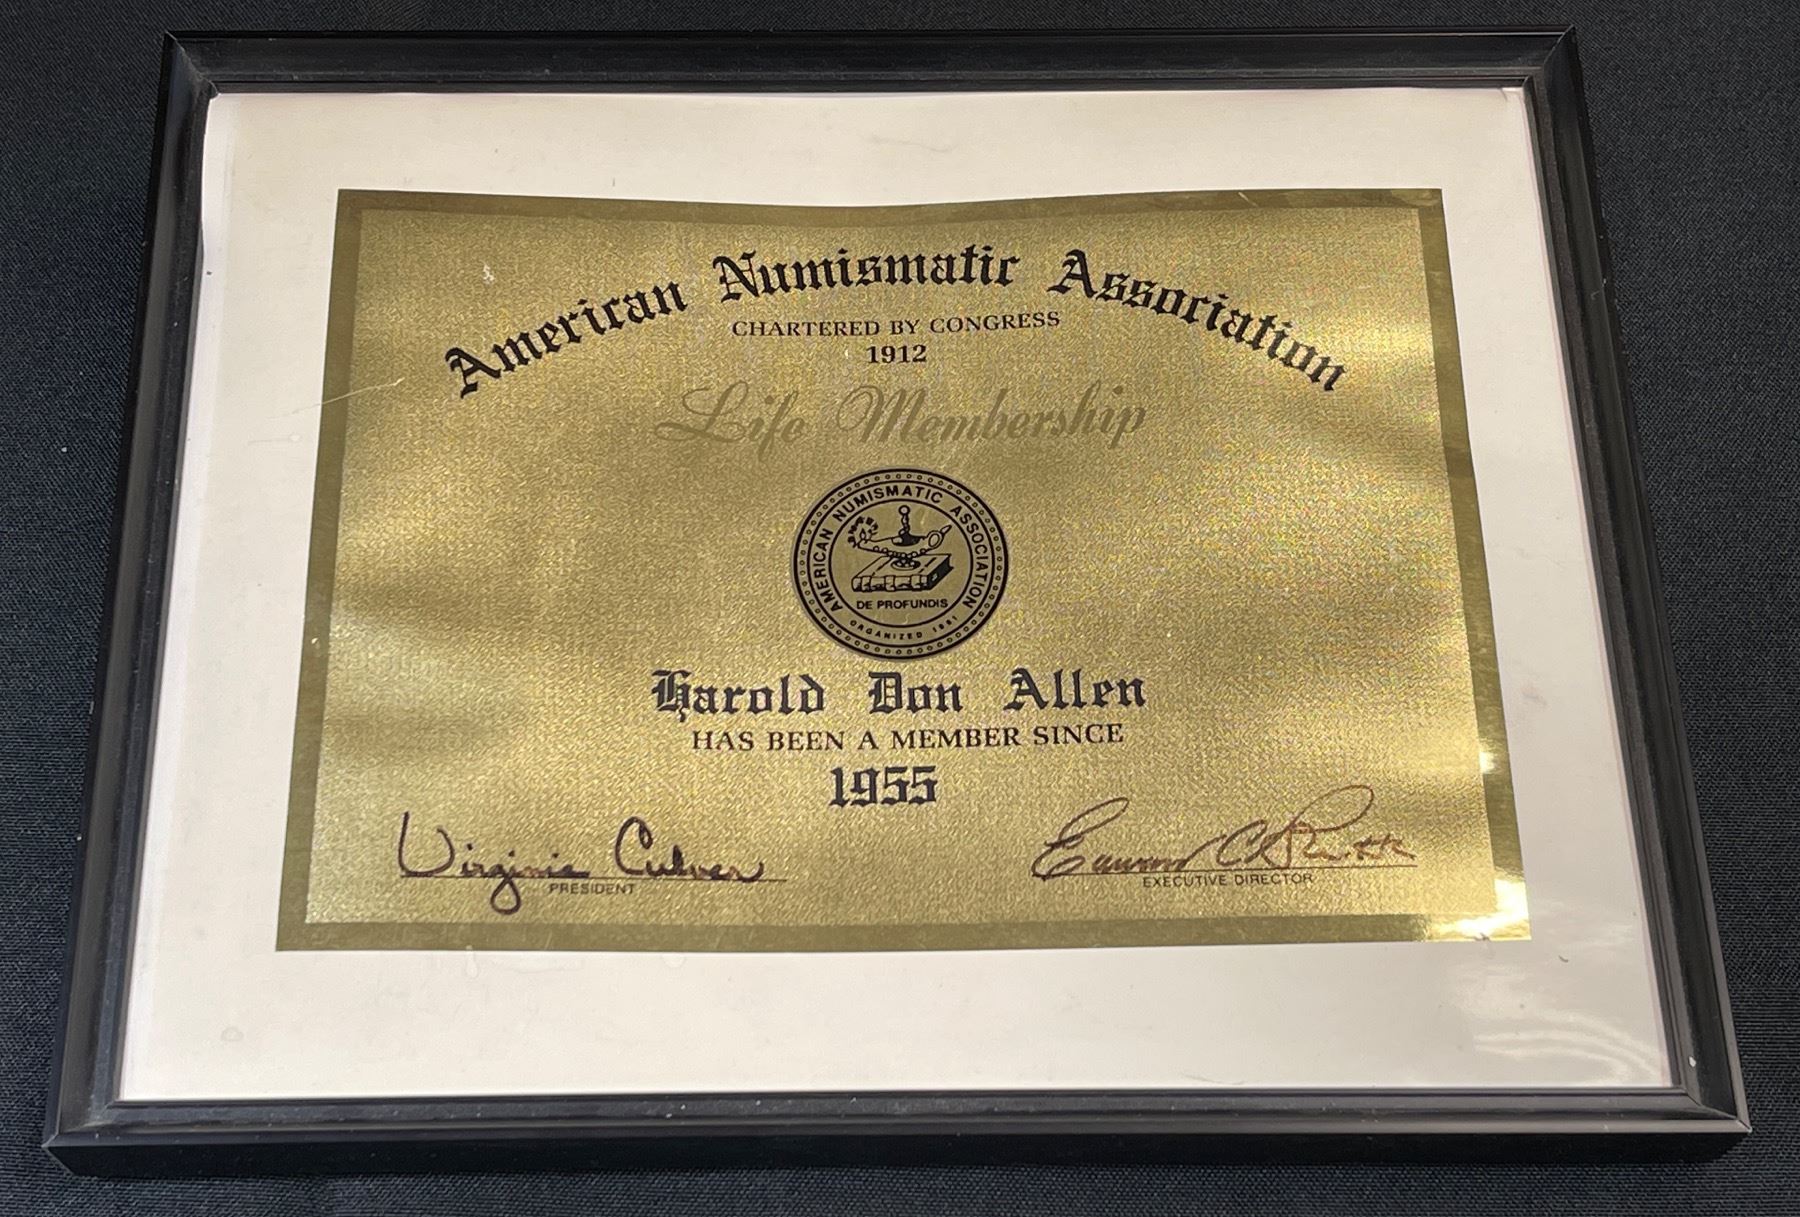 American Numismatic Association
CHARTERED BY CONGRESS
1912
Life Membership
AMERICAN NUMISMATIC ASSOCIATION
DE PROFUNDIS
ORGANIZED 1891
Harold Don Allen
HAS BEEN A MEMBER SINCE
1955
Virginia Culver
PRESIDENT
EXECUTIVE DIRECTOR